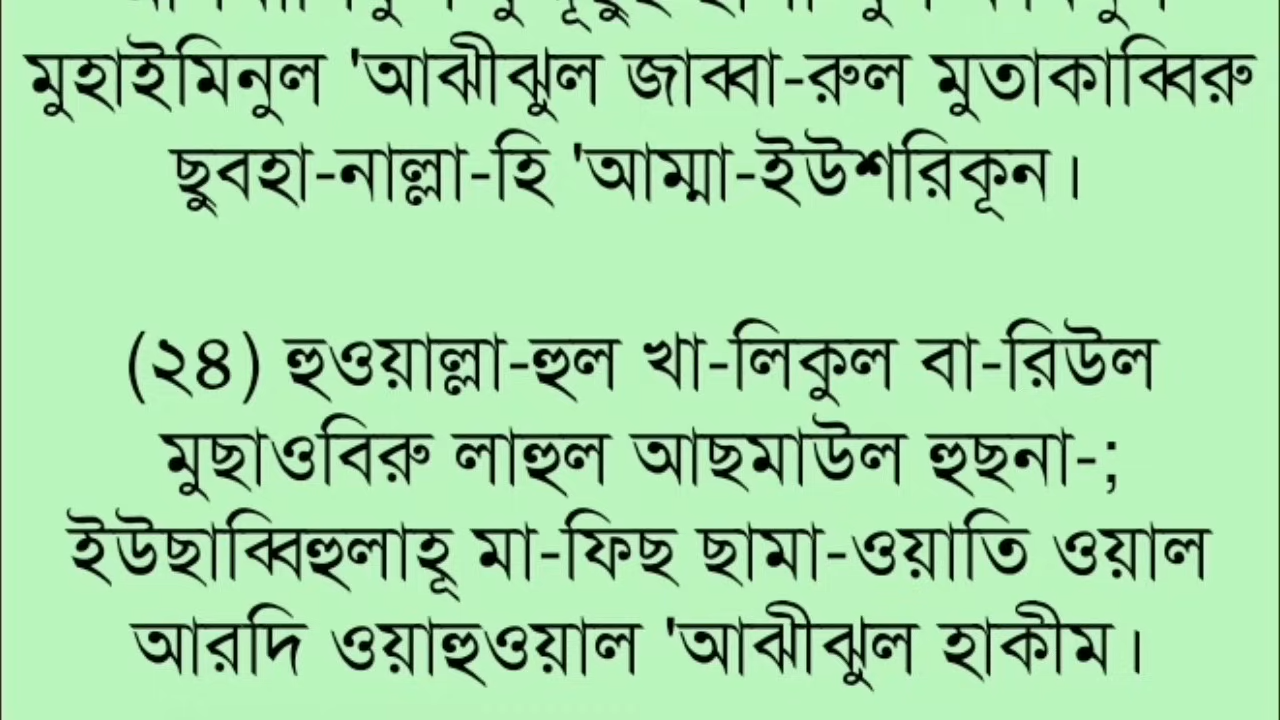 মুহাইমিনুল 'আঝীঝুল জাব্বা-রুল মুতাকাব্বিরু
ছুবহা-নাল্লা-হি 'আম্মা-ইউশরিকূন।
(২৪) হুওয়াল্লা-হুল খা-লিকুল বা-রিউল
মুছাওবিরু লাহুল আছমাউল হুছনা-;
ইউছাব্বিহুলাহূ মা-ফিছ ছামা-ওয়াতি ওয়াল
আরদি ওয়াহুওয়াল 'আঝীঝুল হাকীম।